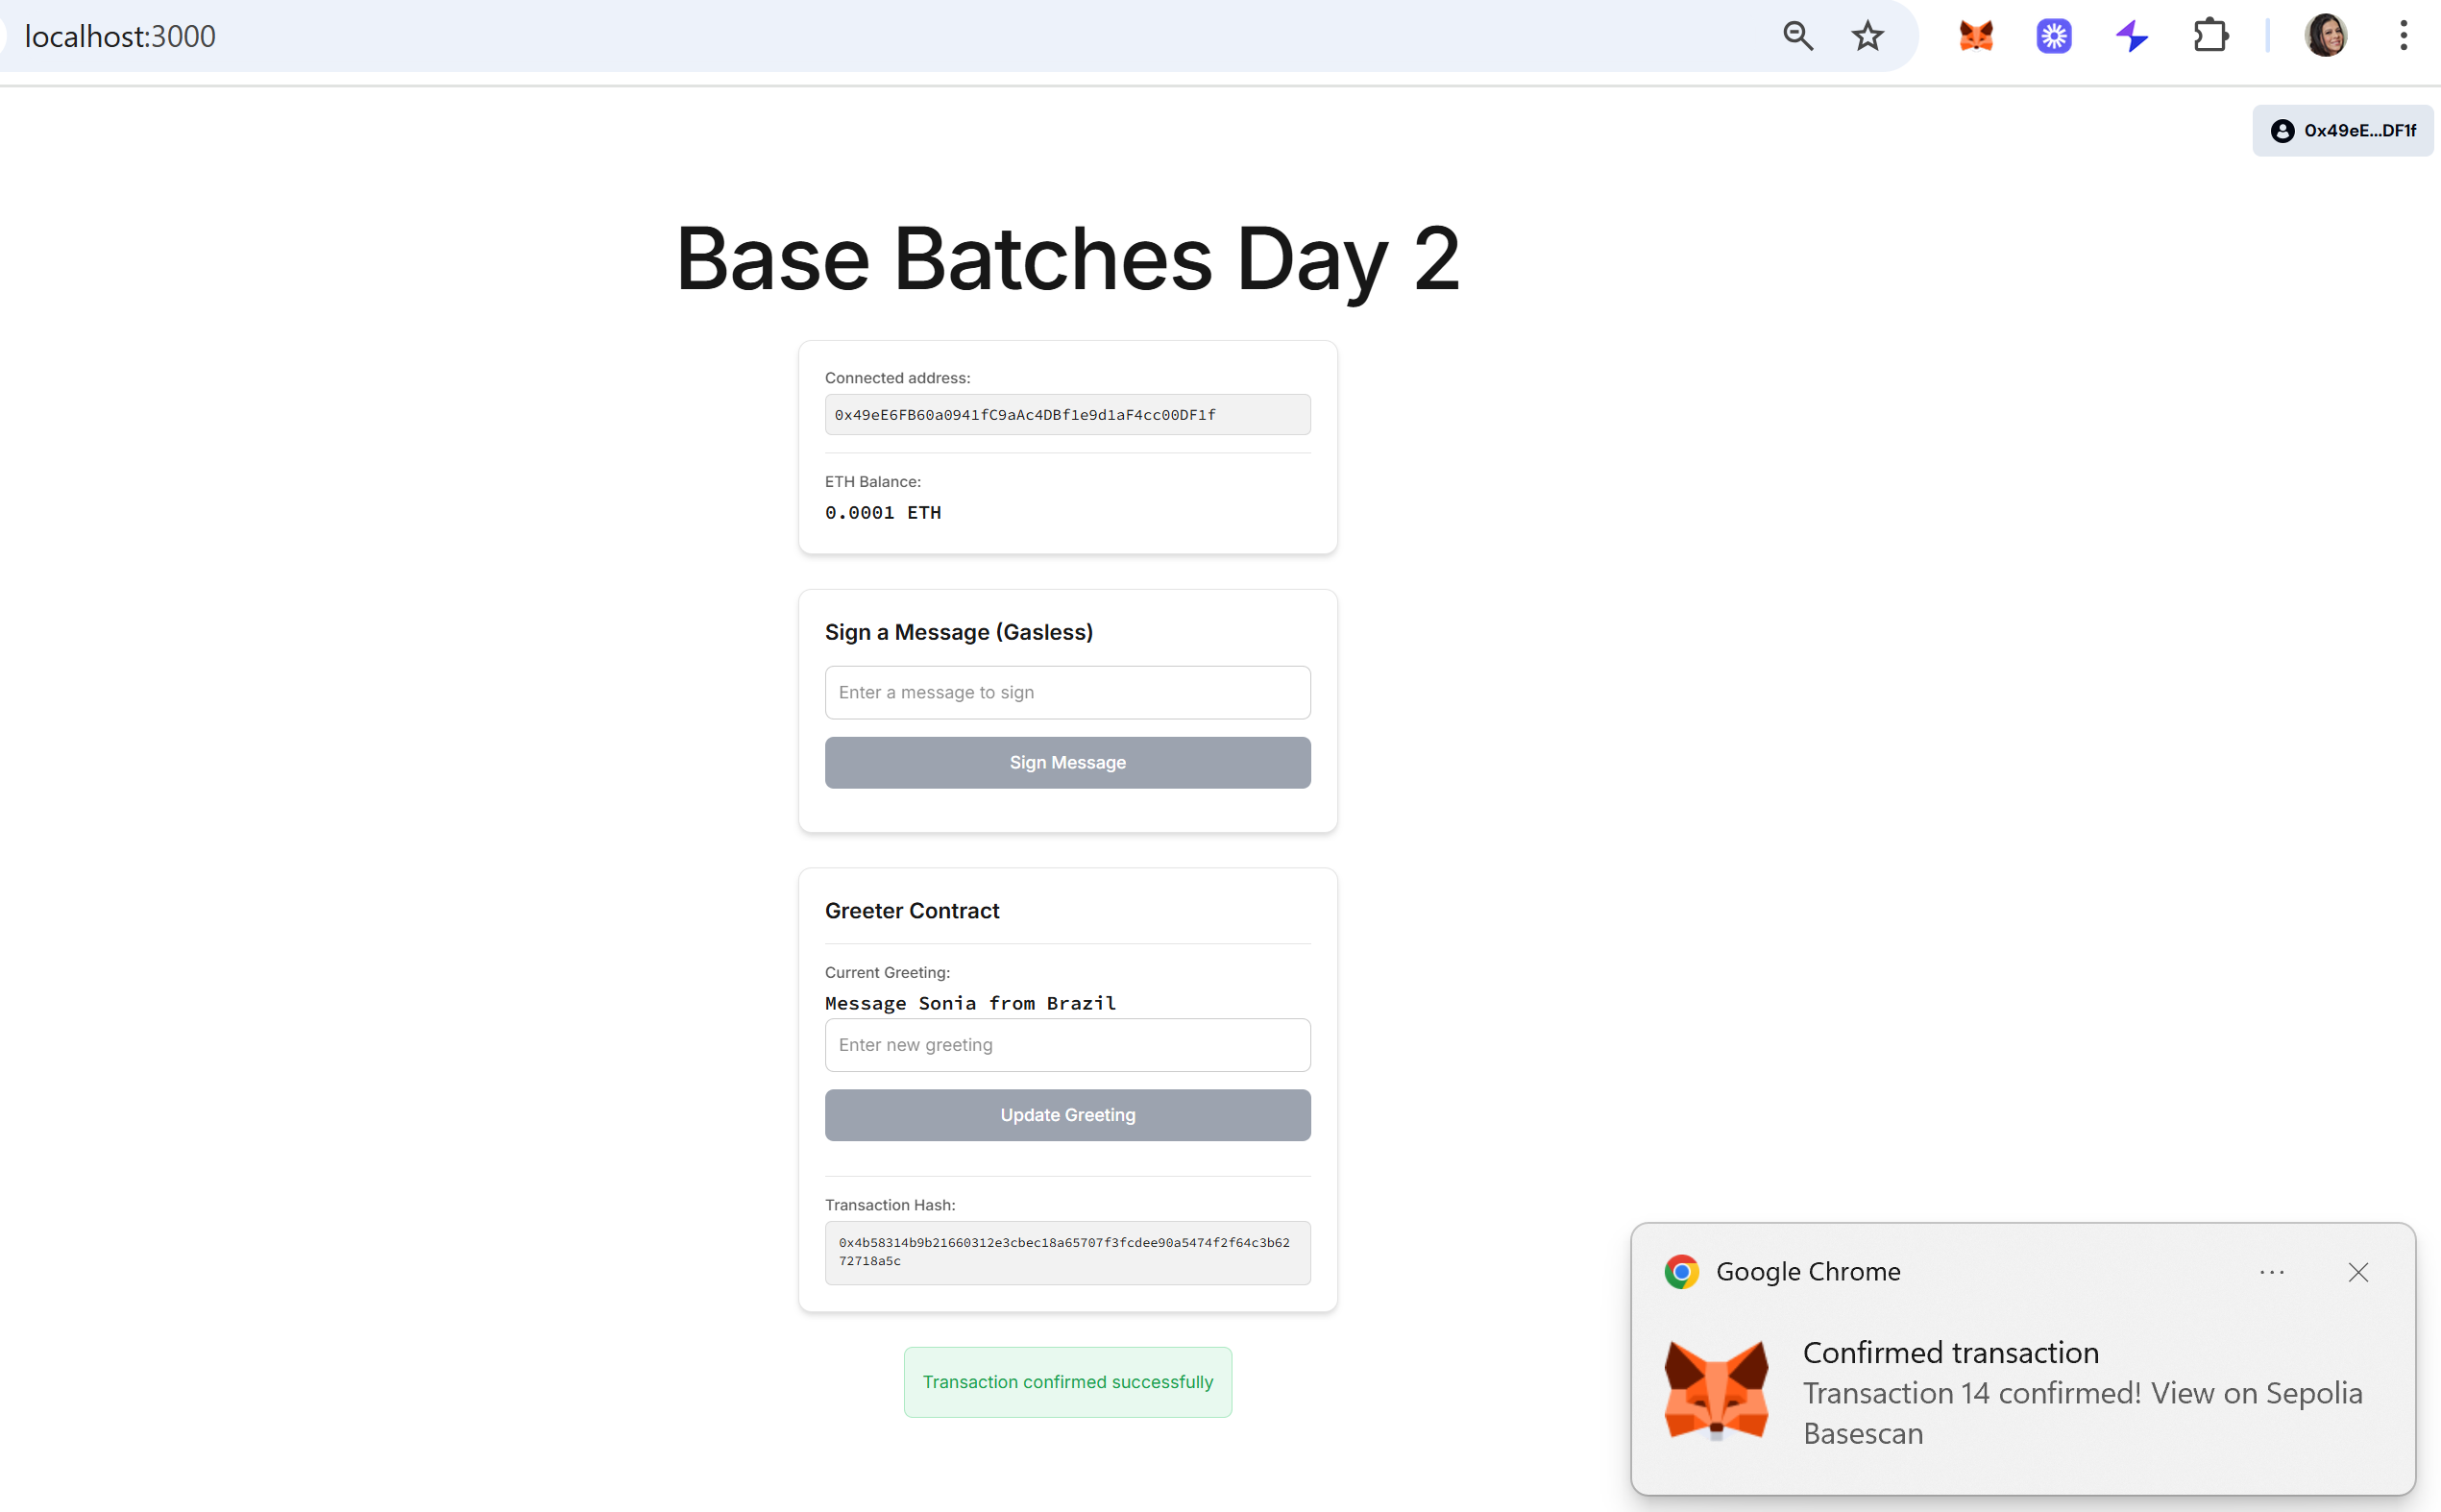 localhost:3000
0x49eE...DF1f
Base Batches Day 2
Connected address:
0x49eE6FB60a0941fC9aAc4DBf1e9d1aF4cc00DF1f
ETH Balance:
0.0001 ETH
Sign a Message (Gasless)
Enter a message to sign
Sign Message
Greeter Contract
Current Greeting:
Message Sonia from Brazil
Enter new greeting
Update Greeting
Transaction Hash:
0x4b58314b9b21660312e3cbec18a65707f3fcdee90a5474f2f64c3b62
72718a5c
Transaction confirmed successfully
Google Chrome
Confirmed transaction
Transaction 14 confirmed! View on Sepolia
Basescan